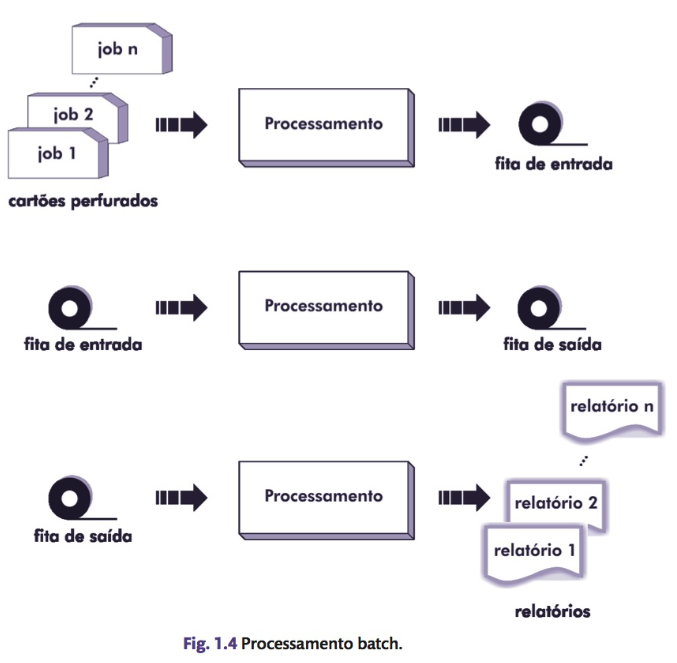 job n
job 2
job 1
cartões perfurados
Processamento
fita de entrada
fita de entrada
Processamento
fita de saída
fita de saída
Processamento
relatório n
relatório 2
relatório 1
relatórios
Fig. 1.4 Processamento batch.